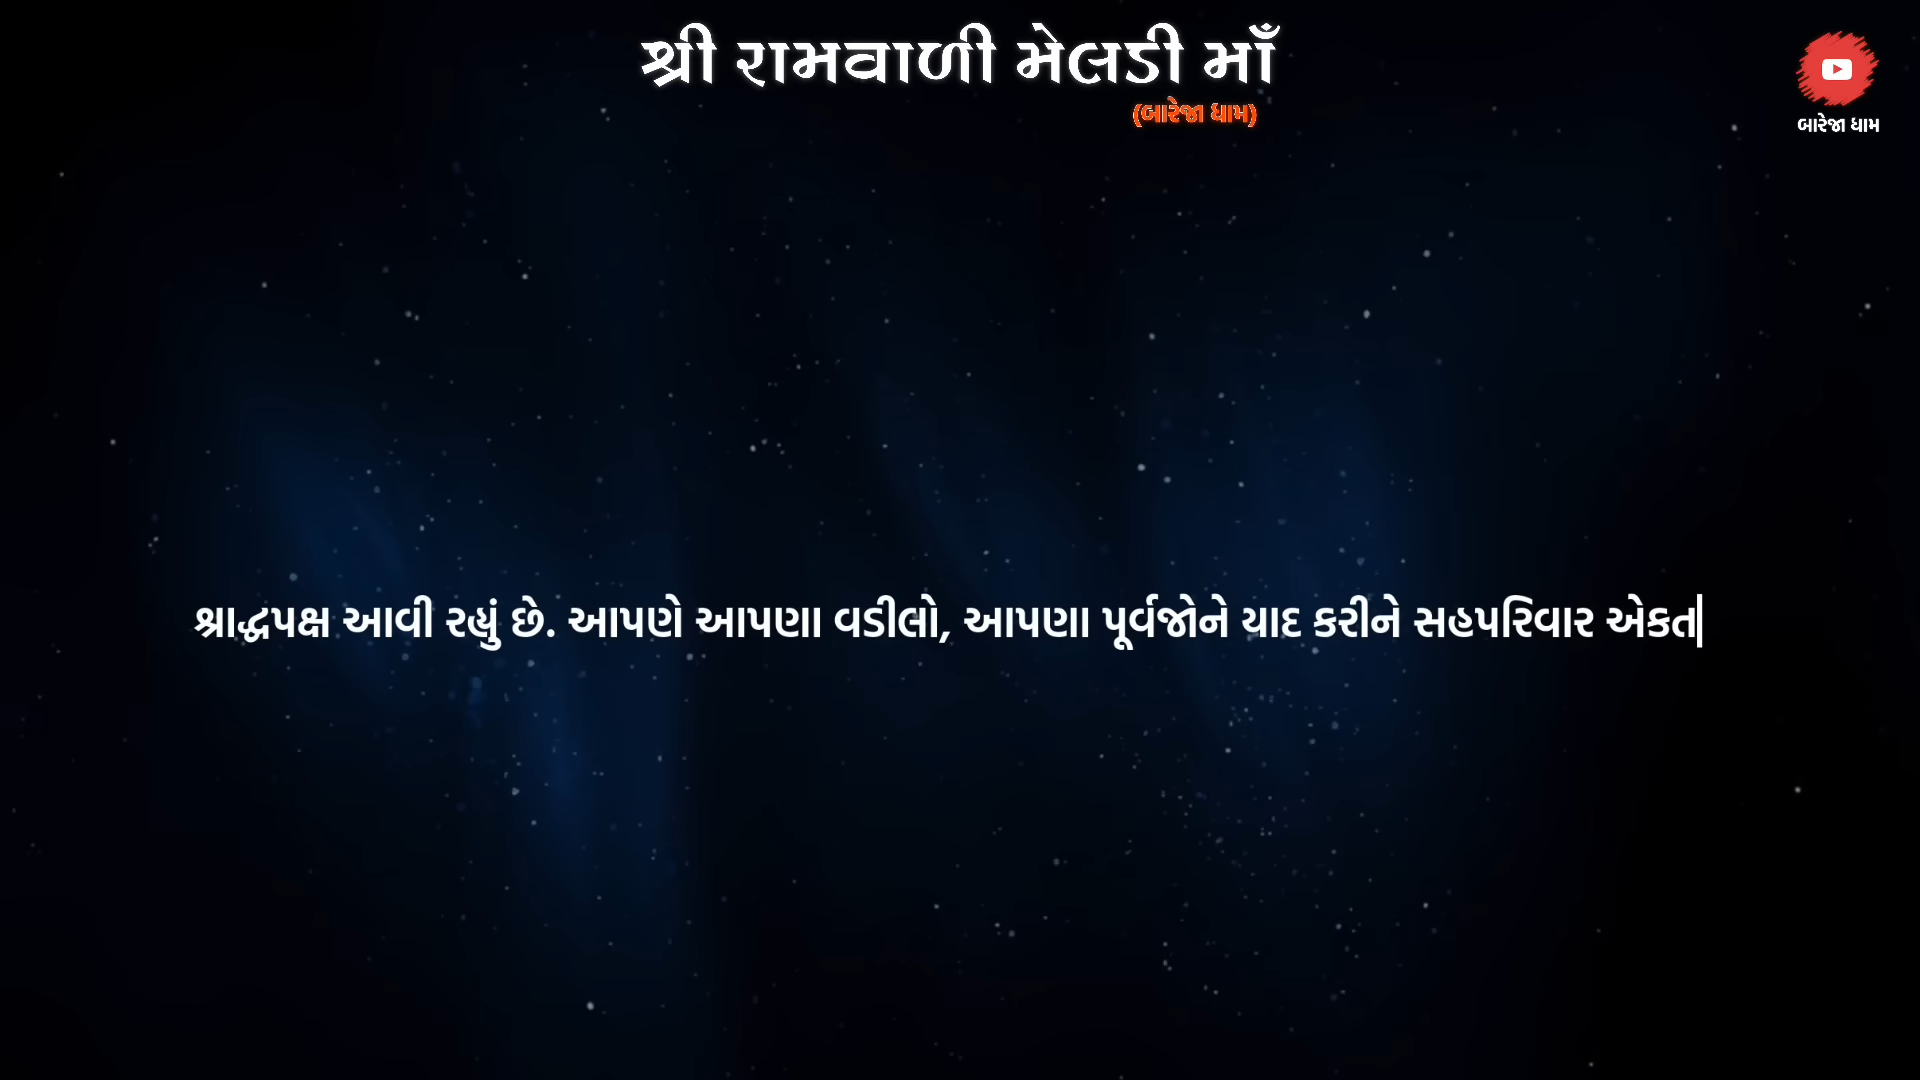 શ્રી રામવાળી મેલડી માઁ
(બારેજા ધામ)
બારેજા ધામ
શ્રાદ્ધપક્ષ આવી રહ્યું છે. આપણે આપણા વડીલો, આપણા પૂર્વજોને યાદ કરીને સહપરિવાર એકત